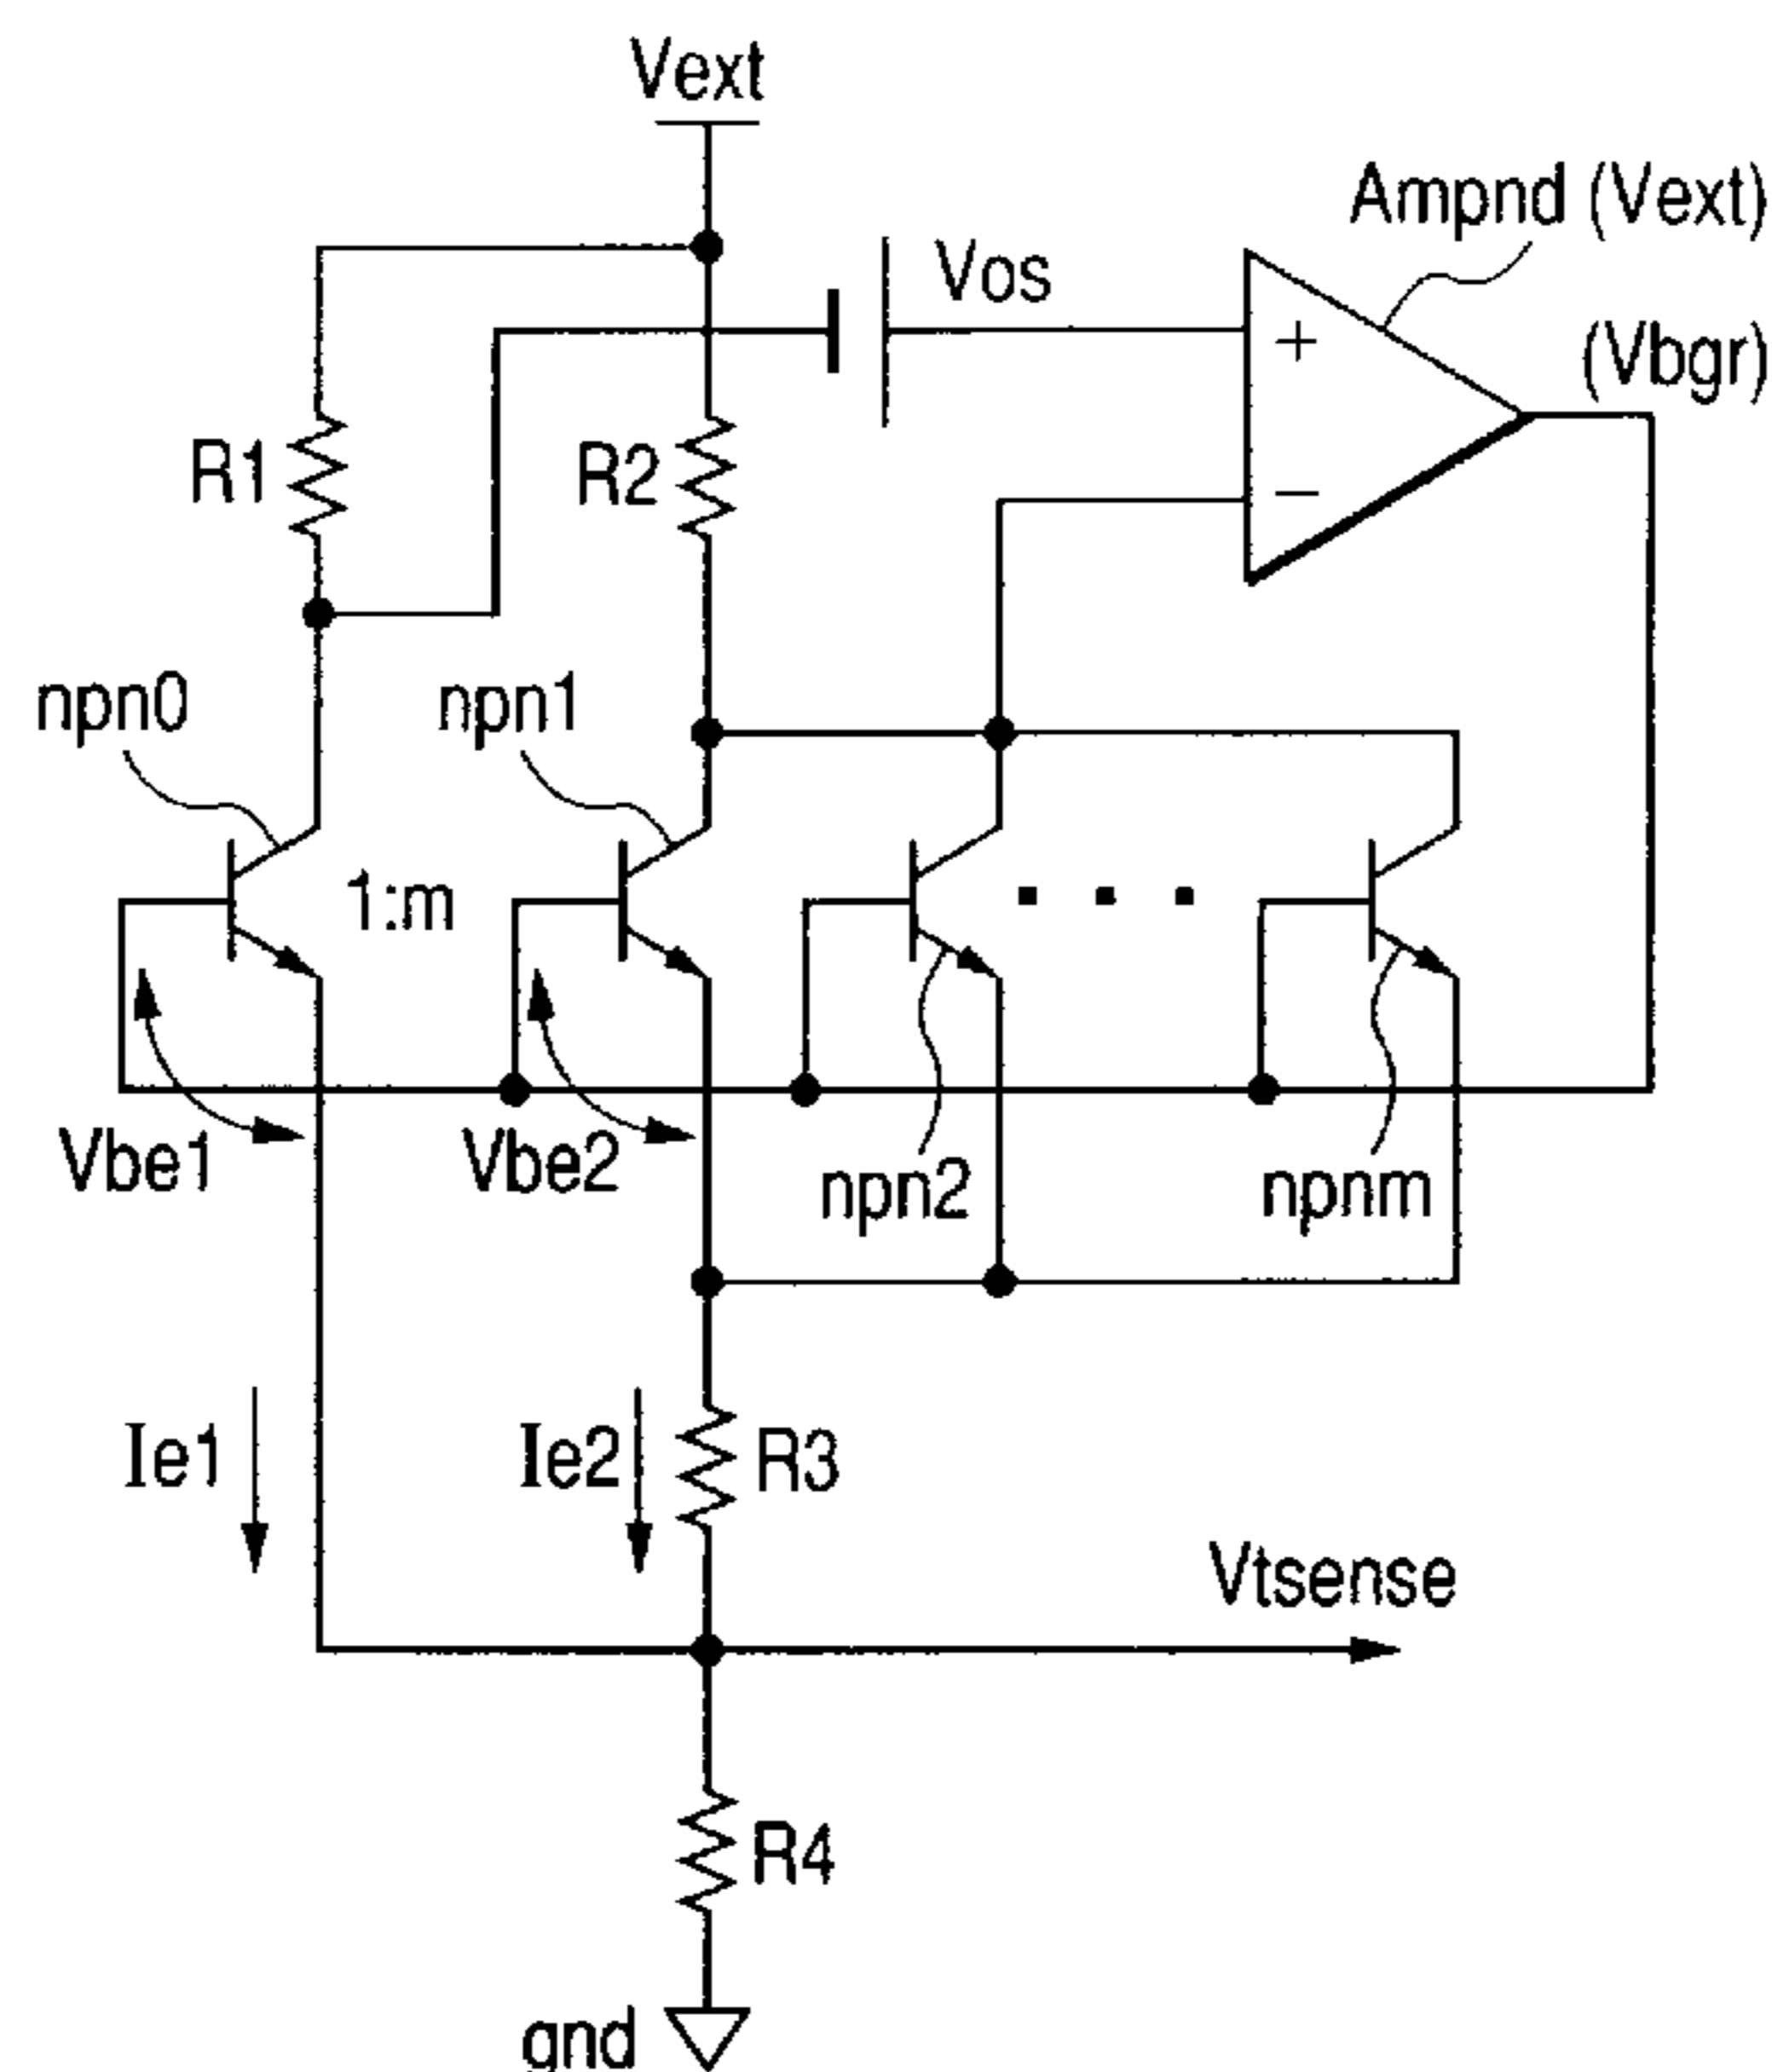 Vext
Ampnd (Vext)
Vos
+
(Vbgr)
R1
R2
−
npn0
npn1
1:m
Vbe1
Vbe2
npn2
npnm
Ie1
Ie2
R3
Vtsense
R4
gnd